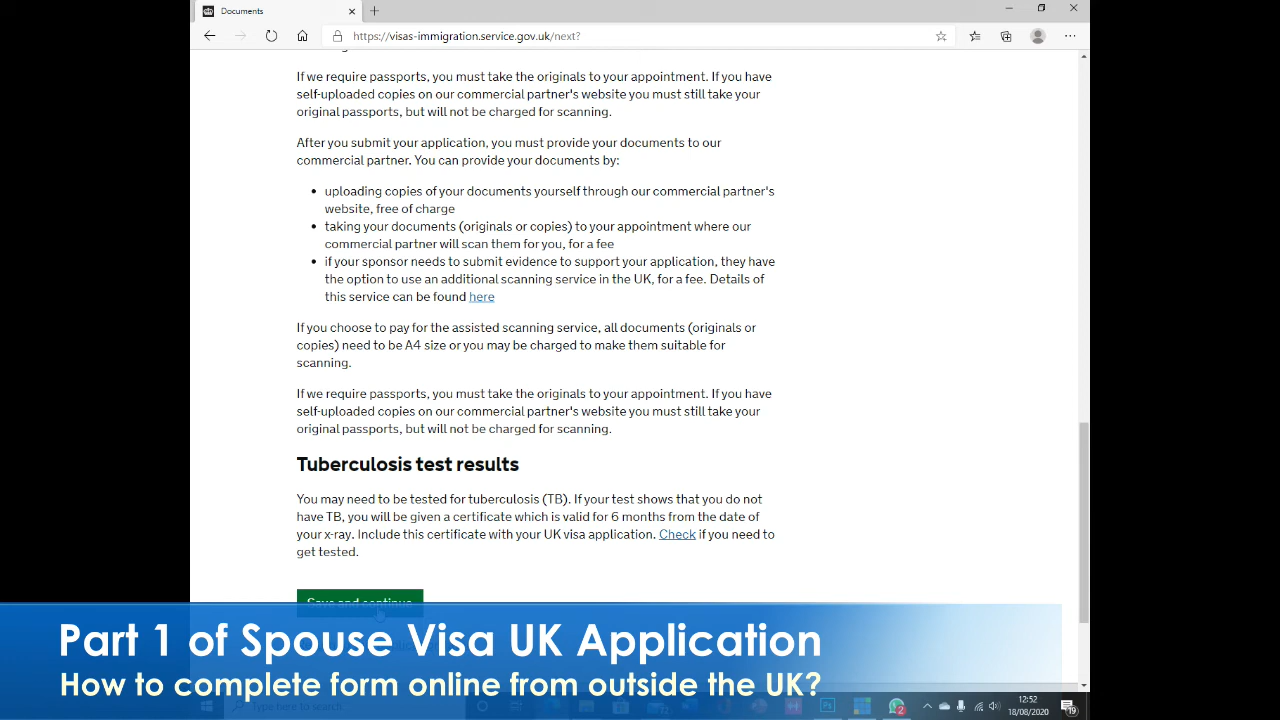 Documents
https://visas-immigration.service.gov.uk/next?
If we require passports, you must take the originals to your appointment. If you have
self-uploaded copies on our commercial partner's website you must still take your
original passports, but will not be charged for scanning.
After you submit your application, you must provide your documents to our
commercial partner. You can provide your documents by:
uploading copies of your documents yourself through our commercial partner's
website, free of charge
taking your documents (originals or copies) to your appointment where our
commercial partner will scan them for you, for a fee
if your sponsor needs to submit evidence to support your application, they have
the option to use an additional scanning service in the UK, for a fee. Details of
this service can be found here
If you choose to pay for the assisted scanning service, all documents (originals or
copies) need to be A4 size or you may be charged to make them suitable for
scanning.
If we require passports, you must take the originals to your appointment. If you have
self-uploaded copies on our commercial partner's website you must still take your
original passports, but will not be charged for scanning.
Tuberculosis test results
You may need to be tested for tuberculosis (TB). If your test shows that you do not
have TB, you will be given a certificate which is valid for 6 months from the date of
your x-ray. Include this certificate with your UK visa application. Check if you need to
get tested.
Save and continue
Part 1 of Spouse Visa UK Application
How to complete form online from outside the UK?
Type here to search
Ps
2
12:52
18/08/2020
19